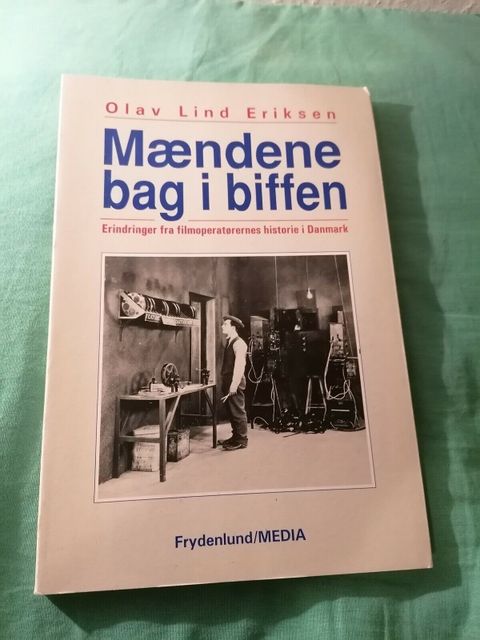 Olav Lind Eriksen
Mændene
bag i biffen
Erindringer fra filmoperatørernes historie i Danmark
Frydenlund/MEDIA